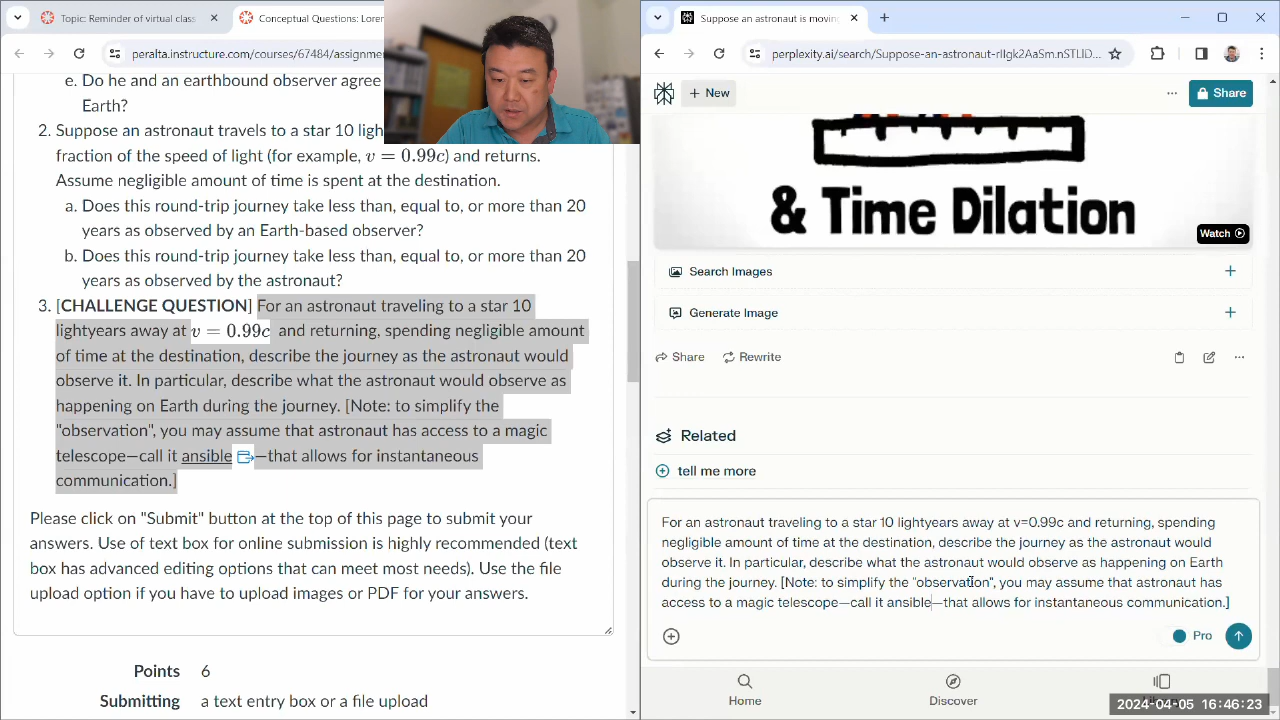 Topic: Reminder of virtual class
Conceptual Questions: Loren
peralta.instructure.com/courses/67484/assignme
e. Do he and an earthbound observer agree
Earth?
2. Suppose an astronaut travels to a star 10 ligh
fraction of the speed of light (for example, v = 0.99c) and returns.
Assume negligible amount of time is spent at the destination.
a. Does this round-trip journey take less than, equal to, or more than 20
years as observed by an Earth-based observer?
b. Does this round-trip journey take less than, equal to, or more than 20
years as observed by the astronaut?
3. [CHALLENGE QUESTION] For an astronaut traveling to a star 10
lightyears away at v = 0.99c and returning, spending negligible amount
of time at the destination, describe the journey as the astronaut would
observe it. In particular, describe what the astronaut would observe as
happening on Earth during the journey. [Note: to simplify the
"observation", you may assume that astronaut has access to a magic
telescope—call it ansible—that allows for instantaneous
communication.]
Please click on "Submit" button at the top of this page to submit your
answers. Use of text box for online submission is highly recommended (text
box has advanced editing options that can meet most needs). Use the file
upload option if you have to upload images or PDF for your answers.
Points 6
Submitting a text entry box or a file upload
Suppose an astronaut is movin
perplexity.ai/search/Suppose-an-astronaut-rIIgk2AaSm.nSTLID...
New
Share
& Time Dilation
Watch
Search Images
Generate Image
Share Rewrite
Related
tell me more
For an astronaut traveling to a star 10 lightyears away at v=0.99c and returning, spending
negligible amount of time at the destination, describe the journey as the astronaut would
observe it. In particular, describe what the astronaut would observe as happening on Earth
during the journey. [Note: to simplify the "observation", you may assume that astronaut has
access to a magic telescope—call it ansible—that allows for instantaneous communication.]
Pro
Home Discover
2024-04-05 16:46:23